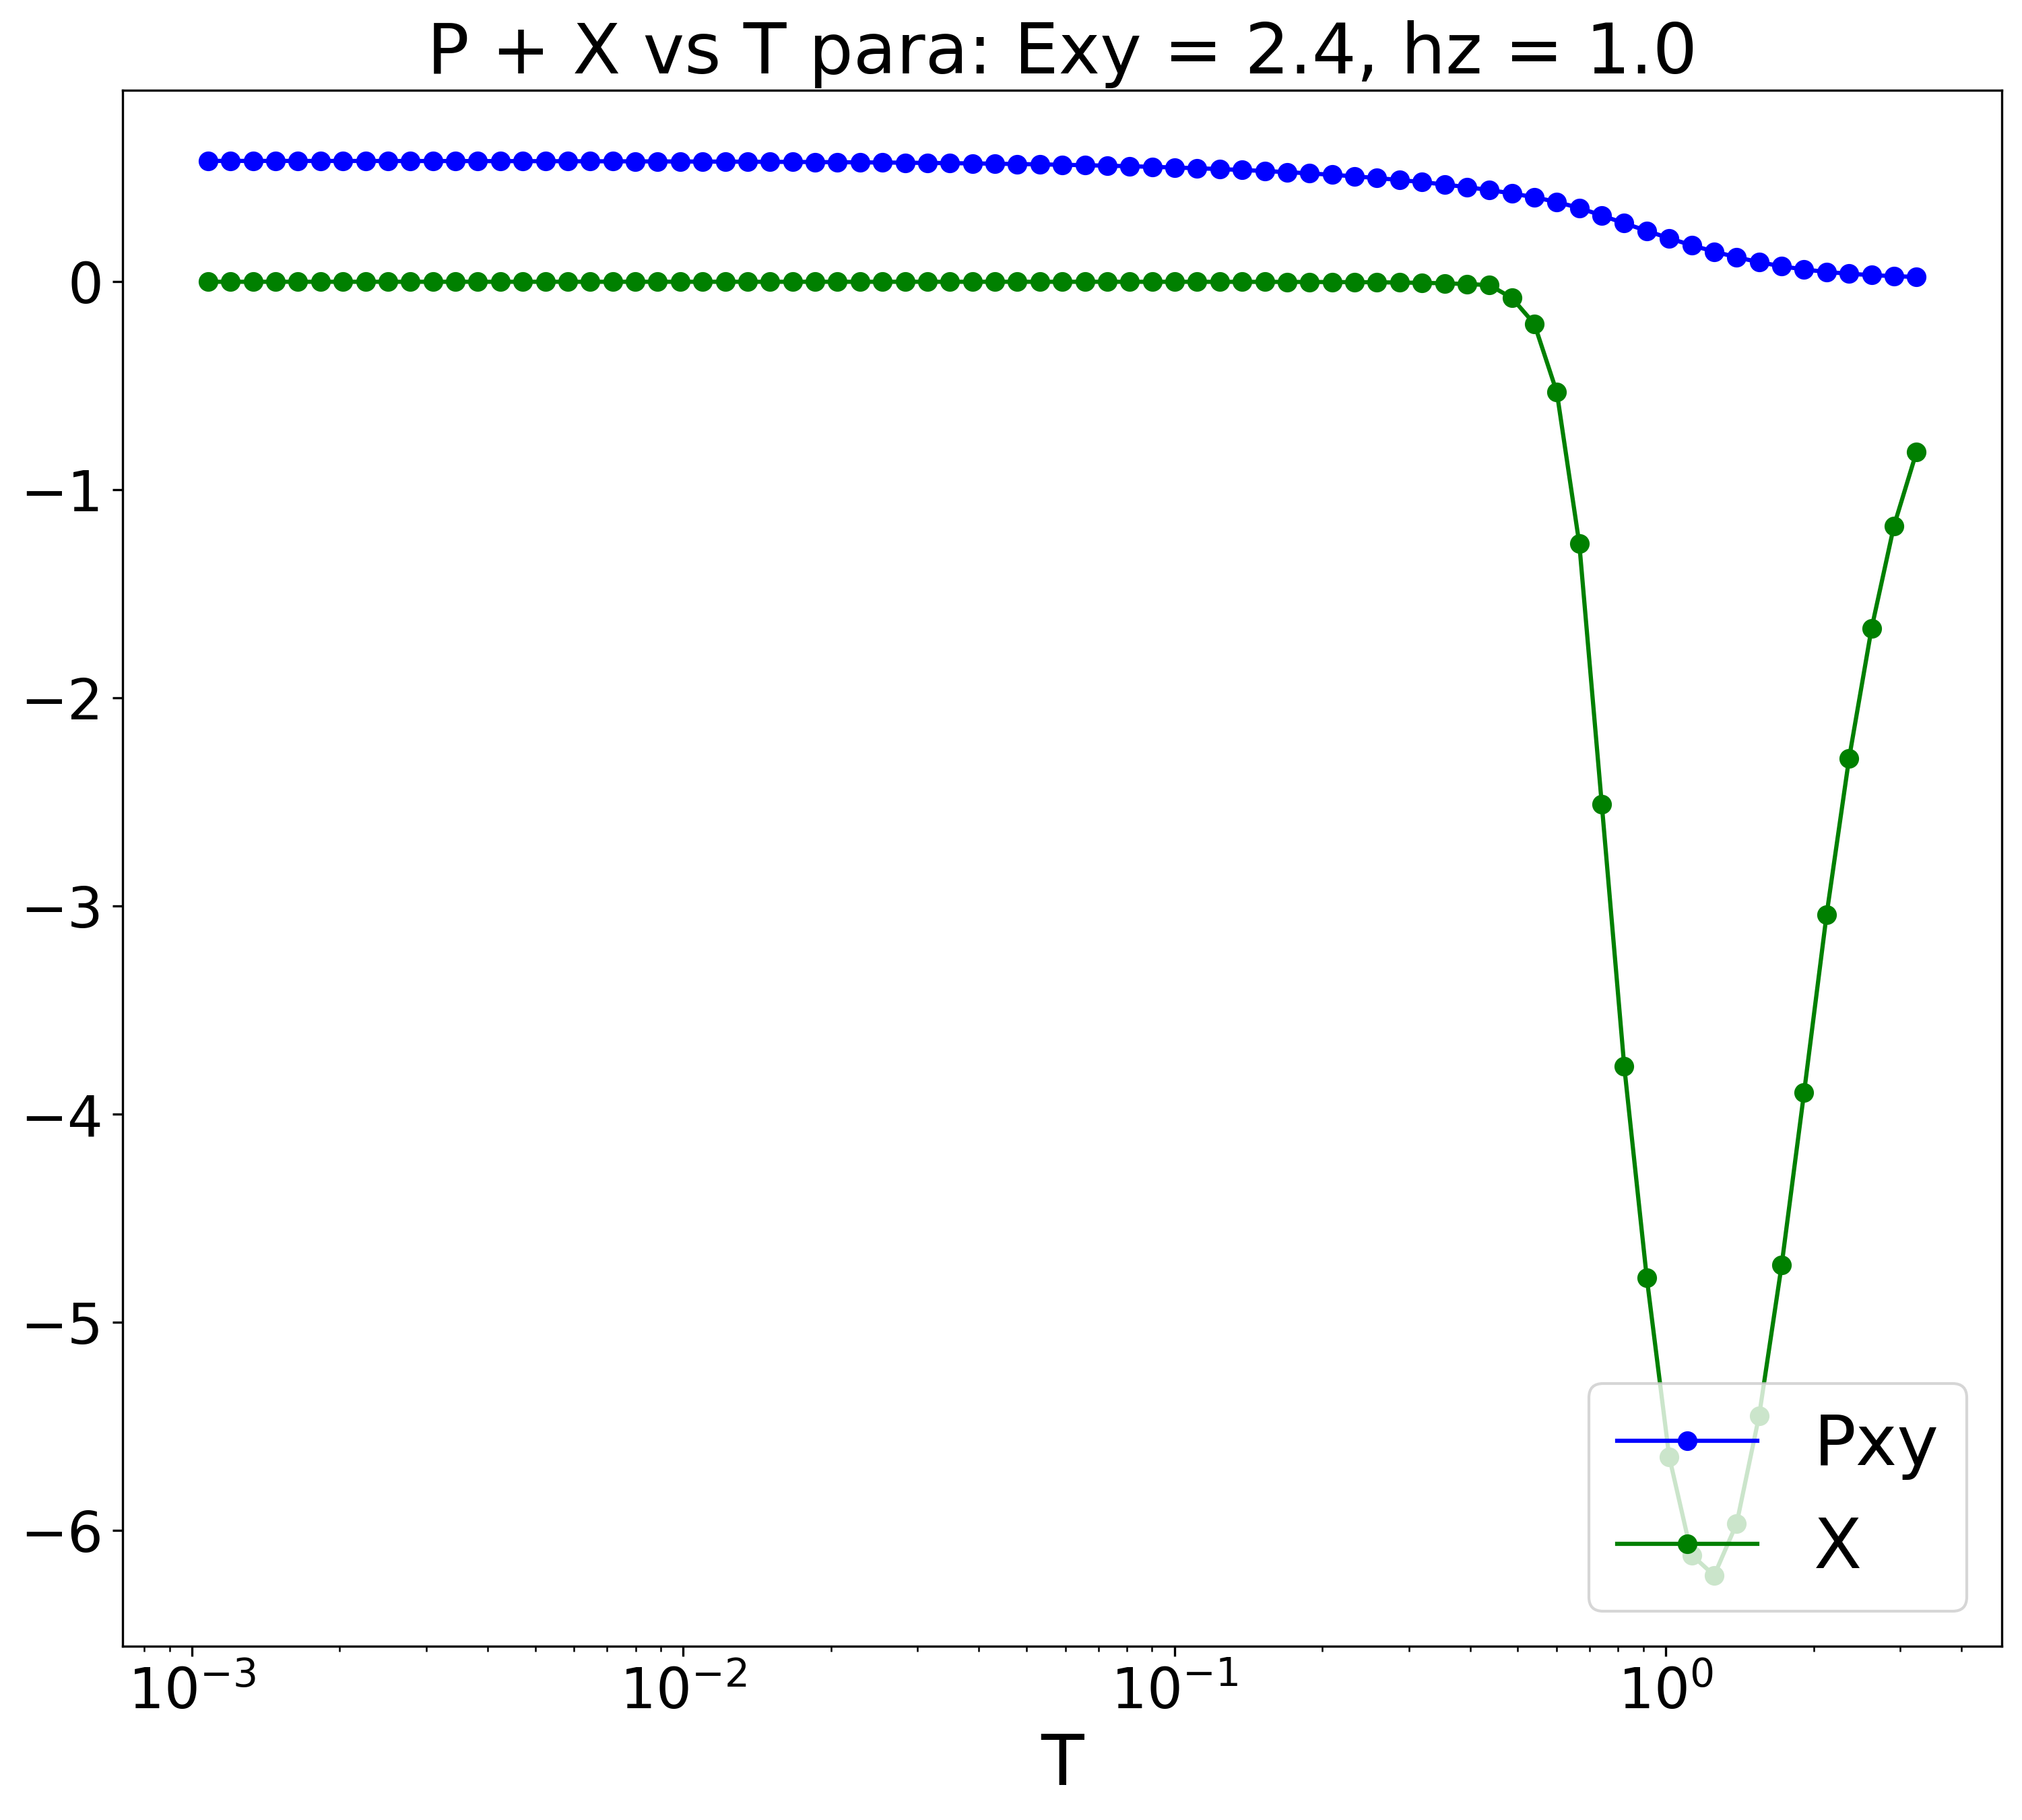 P + X vs T para: Exy = 2.4, hz = 1.0
0
−1
−2
−3
−4
−5
−6
10⁻³ 10⁻² 10⁻¹ 10⁰
T
Pxy
X